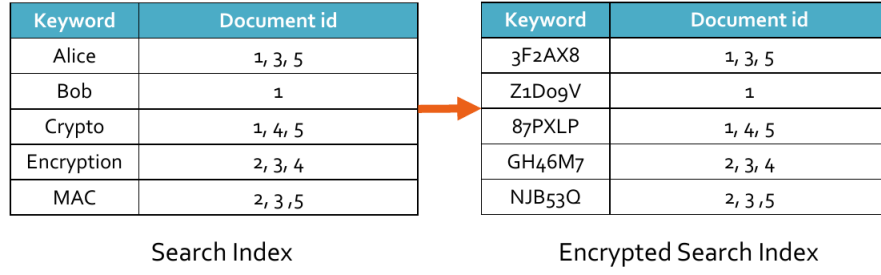 Keyword Document id
Alice 1, 3, 5
Bob 1
Crypto 1, 4, 5
Encryption 2, 3, 4
MAC 2, 3 ,5
Search Index
Keyword Document id
3F2AX8 1, 3, 5
Z1D09V 1
87PXLP 1, 4, 5
GH46M7 2, 3, 4
NJB53Q 2, 3 ,5
Encrypted Search Index